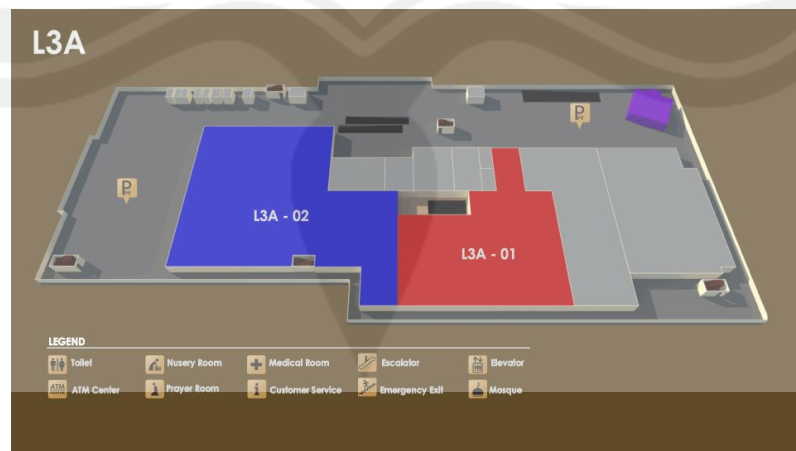 L3A
L3A - 02
L3A - 01
LEGEND
Toilet
Nusery Room
Medical Room
Escalator
Elevator
ATM Center
Prayer Room
Customer Service
Emergency Exit
Mosque
P
P
ATM